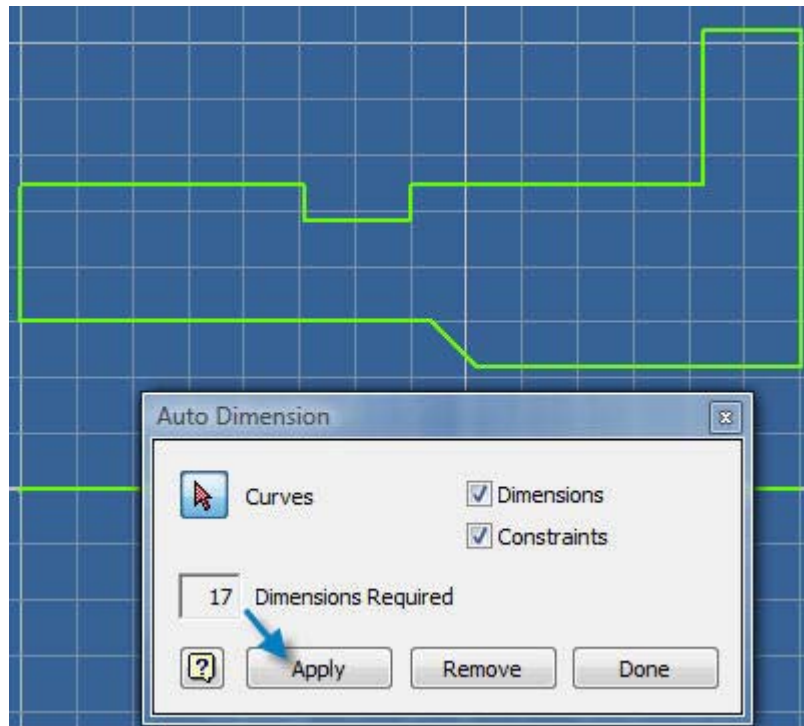 Auto Dimension
Curves
Dimensions
Constraints
17 Dimensions Required
? Apply Remove Done